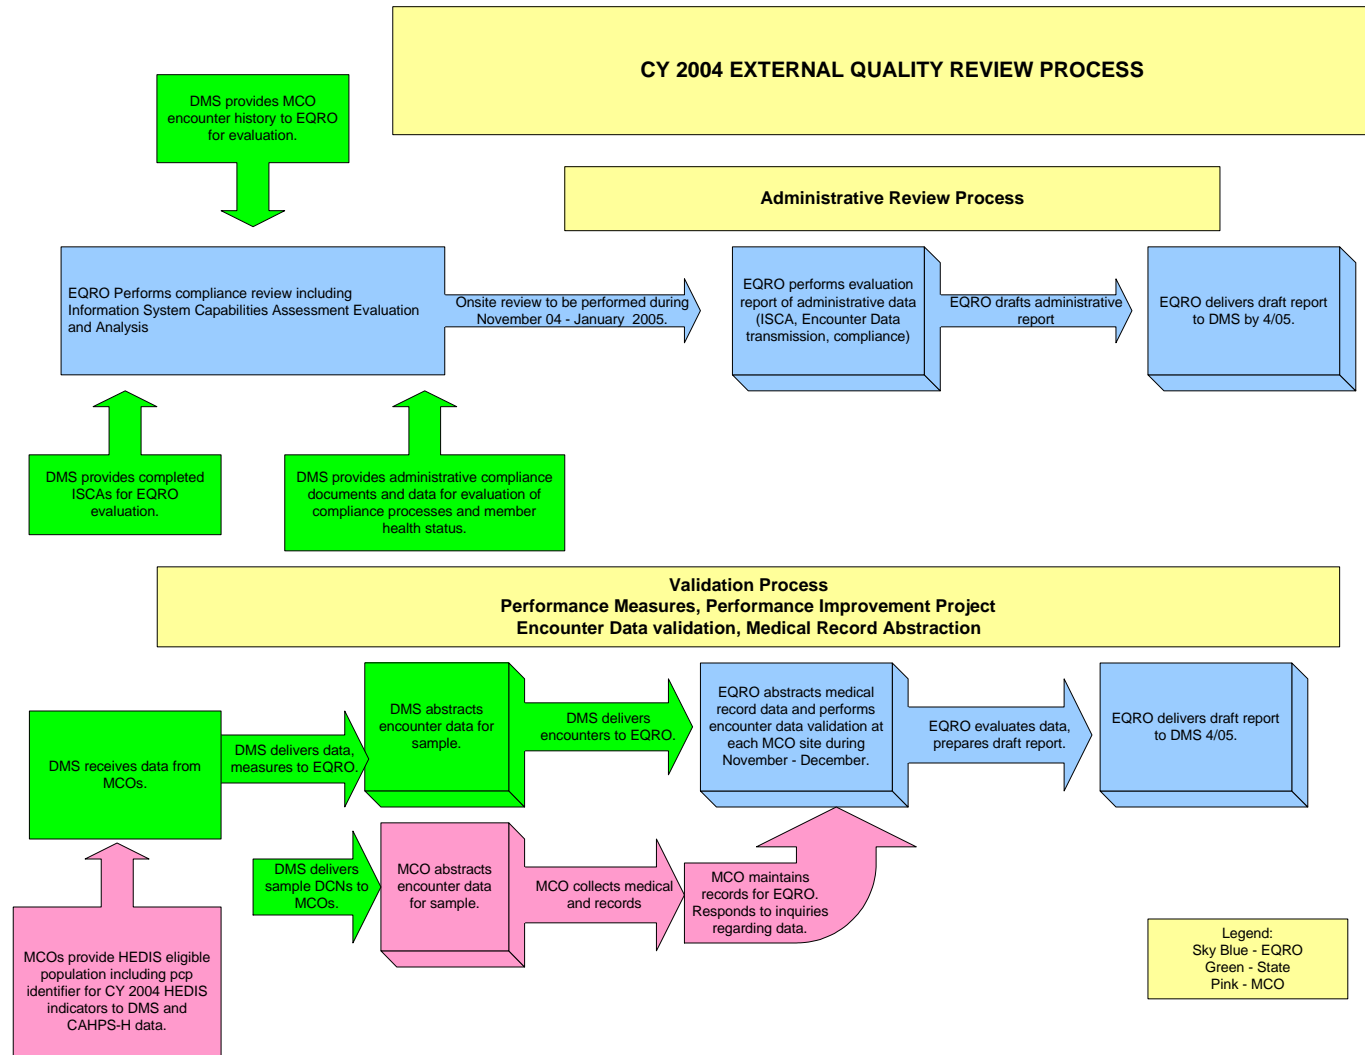 CY 2004 EXTERNAL QUALITY REVIEW PROCESS
DMS provides MCO
encounter history to EQRO
for evaluation.
Administrative Review Process
EQRO Performs compliance review including
Information System Capabilities Assessment Evaluation
and Analysis
Onsite review to be performed during
November 04 - January  2005.
EQRO performs evaluation
report of administrative data
(ISCA, Encounter Data
transmission, compliance)
EQRO drafts administrative
report
EQRO delivers draft report
to DMS by 4/05.
DMS provides completed
ISCAs for EQRO
evaluation.
DMS provides administrative compliance
documents and data for evaluation of
compliance processes and member
health status.
Validation Process
Performance Measures, Performance Improvement Project
Encounter Data validation, Medical Record Abstraction
DMS receives data from
MCOs.
DMS delivers data,
measures to EQRO.
DMS abstracts
encounter data for
sample.
DMS delivers
encounters to EQRO.
EQRO abstracts medical
record data and performs
encounter data validation at
each MCO site during
November - December.
EQRO evaluates data,
prepares draft report.
EQRO delivers draft report
to DMS 4/05.
DMS delivers
sample DCNs to
MCOs.
MCO abstracts
encounter data
for sample.
MCO collects medical
and records
MCO maintains
records for EQRO.
Responds to inquiries
regarding data.
MCOs provide HEDIS eligible
population including pcp
identifier for CY 2004 HEDIS
indicators to DMS and
CAHPS-H data.
Legend:
Sky Blue - EQRO
Green - State
Pink - MCO